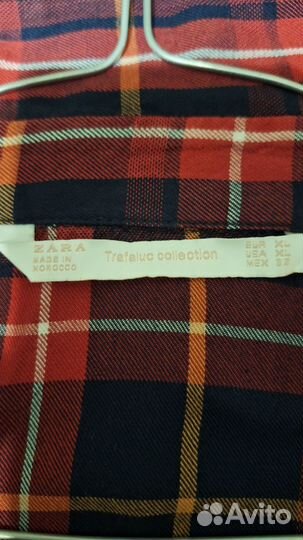 ZARA
MADE IN
MOROCCO
Trafaluc collection
EUR XL
USA XL
MEX 32
Avito